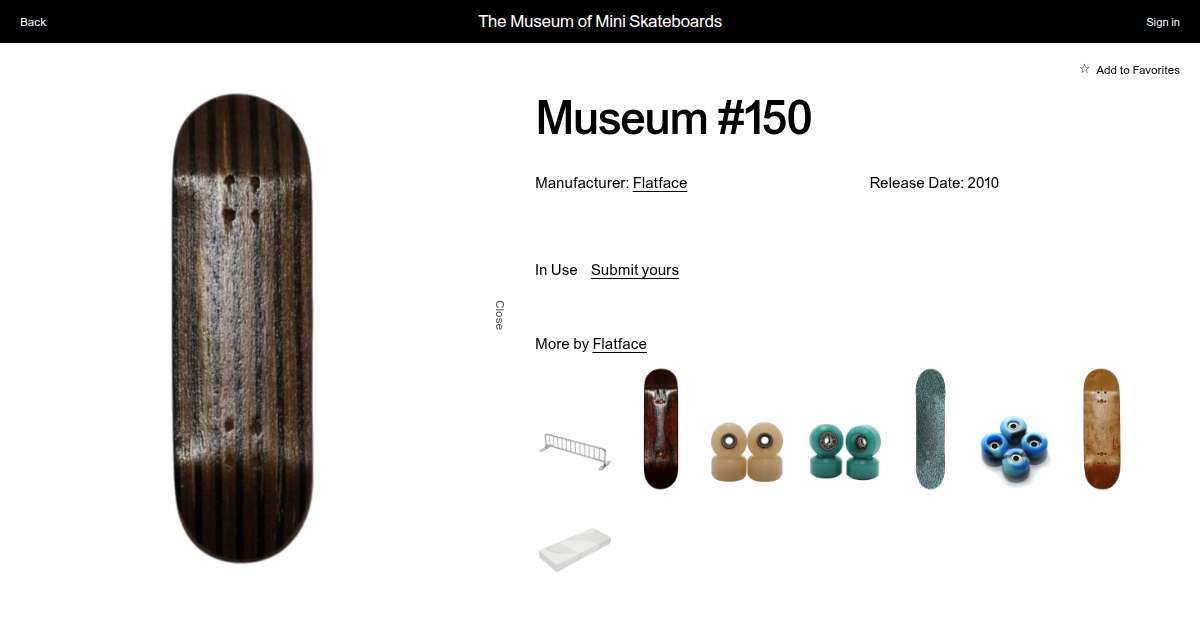 Back
The Museum of Mini Skateboards
Sign in
☆ Add to Favorites
Museum #150
Manufacturer: Flatface
Release Date: 2010
In Use Submit yours
Close
More by Flatface